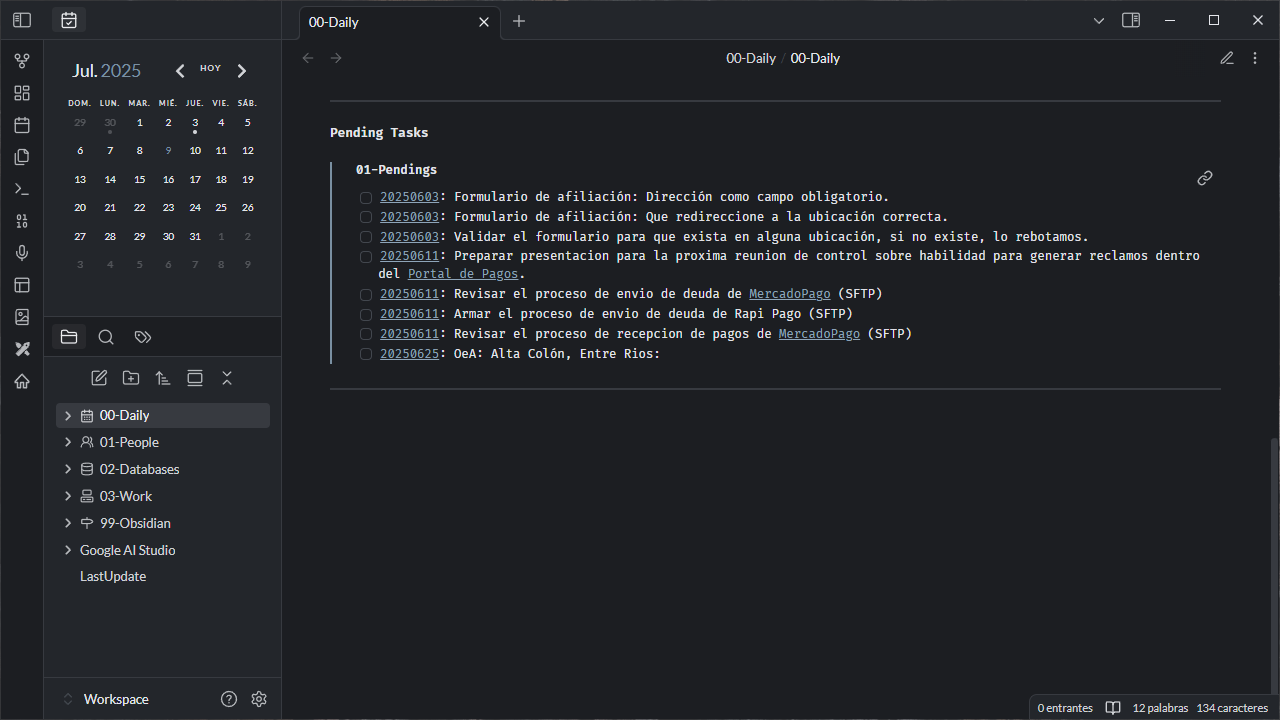 00-Daily
00-Daily / 00-Daily
Jul. 2025
HOY
DOM. LUN. MAR. MIÉ. JUE. VIE. SÁB.
29 30 1 2 3 4 5
6 7 8 9 10 11 12
13 14 15 16 17 18 19
20 21 22 23 24 25 26
27 28 29 30 31 1 2
3 4 5 6 7 8 9
00-Daily
01-People
02-Databases
03-Work
99-Obsidian
Google AI Studio
LastUpdate
Workspace
Pending Tasks
01-Pendings
20250603: Formulario de afiliación: Dirección como campo obligatorio.
20250603: Formulario de afiliación: Que redireccione a la ubicación correcta.
20250603: Validar el formulario para que exista en alguna ubicación, si no existe, lo rebotamos.
20250611: Preparar presentacion para la proxima reunion de control sobre habilidad para generar reclamos dentro
del Portal de Pagos.
20250611: Revisar el proceso de envio de deuda de MercadoPago (SFTP)
20250611: Armar el proceso de envio de deuda de Rapi Pago (SFTP)
20250611: Revisar el proceso de recepcion de pagos de MercadoPago (SFTP)
20250625: OeA: Alta Colón, Entre Rios:
0 entrantes 12 palabras 134 caracteres